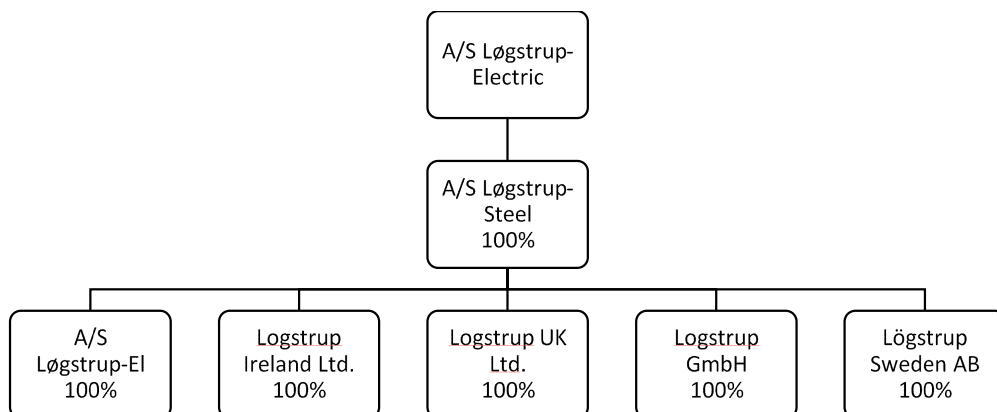 A/S Løgstrup-
Electric
A/S Løgstrup-
Steel
100%
A/S
Løgstrup-El
100%
Logstrup
Ireland Ltd.
100%
Logstrup UK
Ltd.
100%
Logstrup
GmbH
100%
Lögstrup
Sweden AB
100%